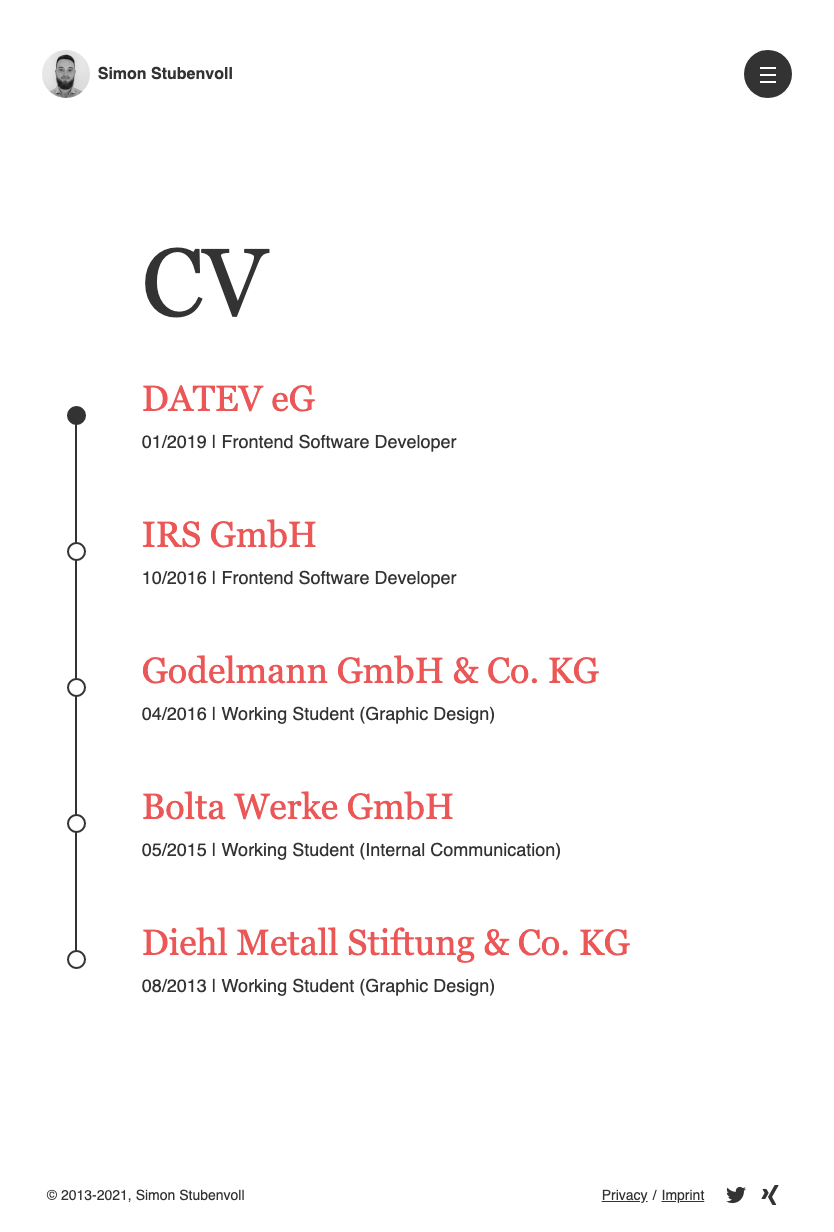 Simon Stubenvoll
CV
DATEV eG
01/2019 | Frontend Software Developer
IRS GmbH
10/2016 | Frontend Software Developer
Godelmann GmbH & Co. KG
04/2016 | Working Student (Graphic Design)
Bolta Werke GmbH
05/2015 | Working Student (Internal Communication)
Diehl Metall Stiftung & Co. KG
08/2013 | Working Student (Graphic Design)
© 2013-2021, Simon Stubenvoll Privacy / Imprint